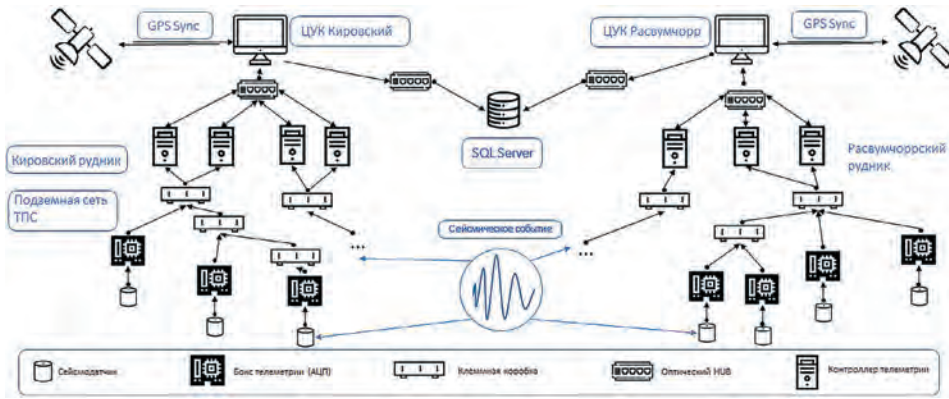 GPS Sync
ЦУК Кировский
ЦУК Расвумчорр
GPS Sync
SQL Server
Кировский рудник
Расвумчоррский
рудник
Подземная сеть
ТПС
Сейсмическое событие
...
...
Сейсмодатчик
Бокс телеметрии (АЦП)
Клеммная коробка
Оптический HUB
Контроллер телеметрии